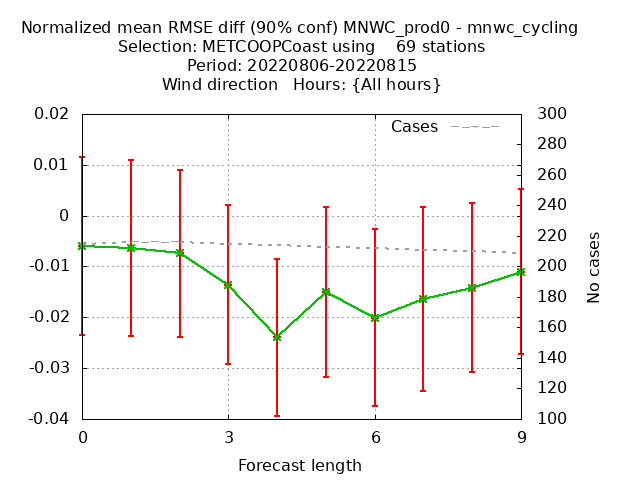 Normalized mean RMSE diff (90% conf) MNWC_prod0 - mnwc_cycling
Selection: METCOOPCoast using    69 stations
Period: 20220806-20220815
Wind direction   Hours: {All hours}
0.02
0.01
0
-0.01
-0.02
-0.03
-0.04
Cases
300
280
260
240
220
200
180
160
140
120
100
No cases
0 3 6 9
Forecast length